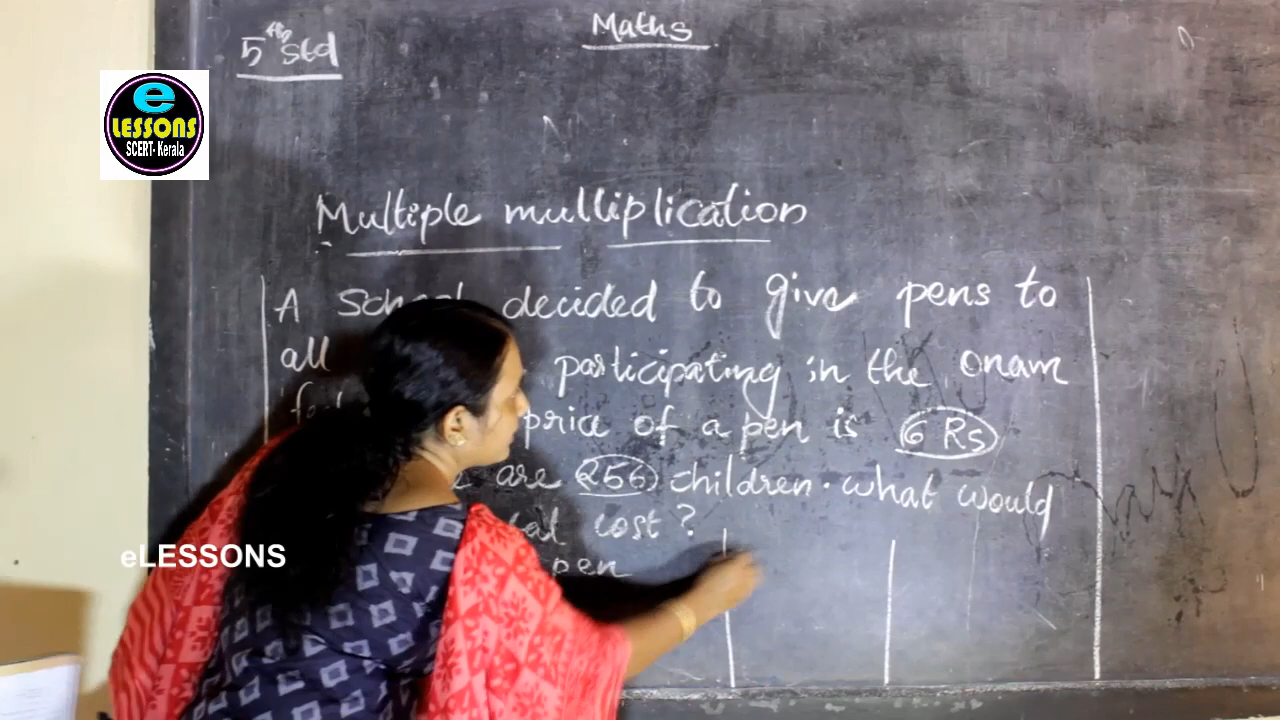 5th Std
Maths
e
LESSONS
SCERT- Kerala
Multiple multiplication
A School decided to give pens to
all participating in the onam
price of a pen is 6 Rs
are 256 children. what would
cost ?
pen
eLESSONS